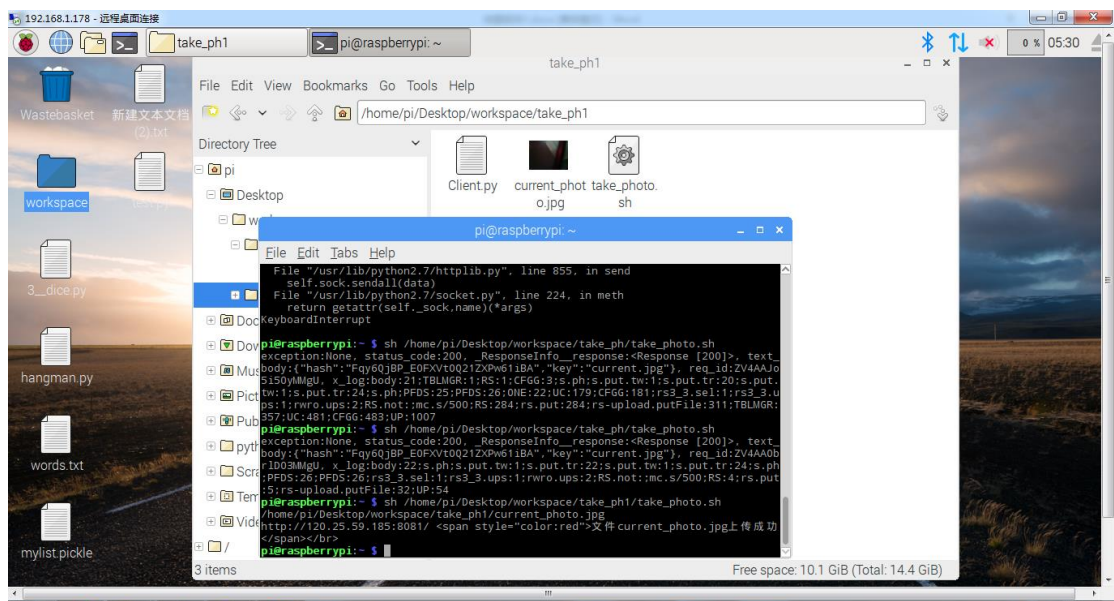 192.168.1.178 - 远程桌面连接
take_ph1
pi@raspberrypi: ~
0 % 05:30
take_ph1
File Edit View Bookmarks Go Tools Help
/home/pi/Desktop/workspace/take_ph1
Directory Tree
pi
Desktop
Doc
Dow
Mus
Pict
Pub
pyth
Scra
Tem
Vide
/
Client.py
current_phot
o.jpg
take_photo.
sh
Wastebasket
新建文本文档
(2).txt
workspace
3__dice.py
hangman.py
words.txt
mylist.pickle
pi@raspberrypi: ~
File Edit Tabs Help
File "/usr/lib/python2.7/httplib.py", line 855, in send
self.sock.sendall(data)
File "/usr/lib/python2.7/socket.py", line 224, in meth
return getattr(self._sock,name)(*args)
KeyboardInterrupt
pi@raspberrypi:~ $ sh /home/pi/Desktop/workspace/take_ph/take_photo.sh
exception:None, status_code:200, _ResponseInfo__response:<Response [200]>, text_
body:{"hash":"Fqy6QjBP_EOFXVtOQ21ZXPw61iBA","key":"current.jpg"}, req_id:ZV4AAJo
5i5OyMMgU, x_log:body:21;TBLMGR:1;RS:1;CFGG:3;s.ph;s.put.tw:1;s.put.tr:20;s.put.
tw:1;s.put.tr:24;s.ph;PFDS:25;PFDS:26;ONE:22;UC:179;CFGG:181;rs3_3.sel:1;rs3_3.u
ps:1;rwro.ups:2;RS.not:;mc.s/500;RS:284;rs.put:284;rs-upload.putFile:311;TBLMGR:
357;UC:481;CFGG:483;UP:1007
pi@raspberrypi:~ $ sh /home/pi/Desktop/workspace/take_ph/take_photo.sh
exception:None, status_code:200, _ResponseInfo__response:<Response [200]>, text_
body:{"hash":"Fqy6QjBP_EOFXVtOQ21ZXPw61iBA","key":"current.jpg"}, req_id:ZV4AAOb
rlDO3MMgU, x_log:body:22;s.ph;s.put.tw:1;s.put.tr:22;s.put.tw:1;s.put.tr:24;s.ph
;PFDS:26;PFDS:26;rs3_3.sel:1;rs3_3.ups:1;rwro.ups:2;RS.not:;mc.s/500;RS:4;rs.put
:5;rs-upload.putFile:32;UP:54
pi@raspberrypi:~ $ sh /home/pi/Desktop/workspace/take_ph1/take_photo.sh
/home/pi/Desktop/workspace/take_ph1/current_photo.jpg
http://120.25.59.185:8081/ <span style="color:red">文件current_photo.jpg上传成功
</span></br>
pi@raspberrypi:~ $
3 items
Free space: 10.1 GiB (Total: 14.4 GiB)